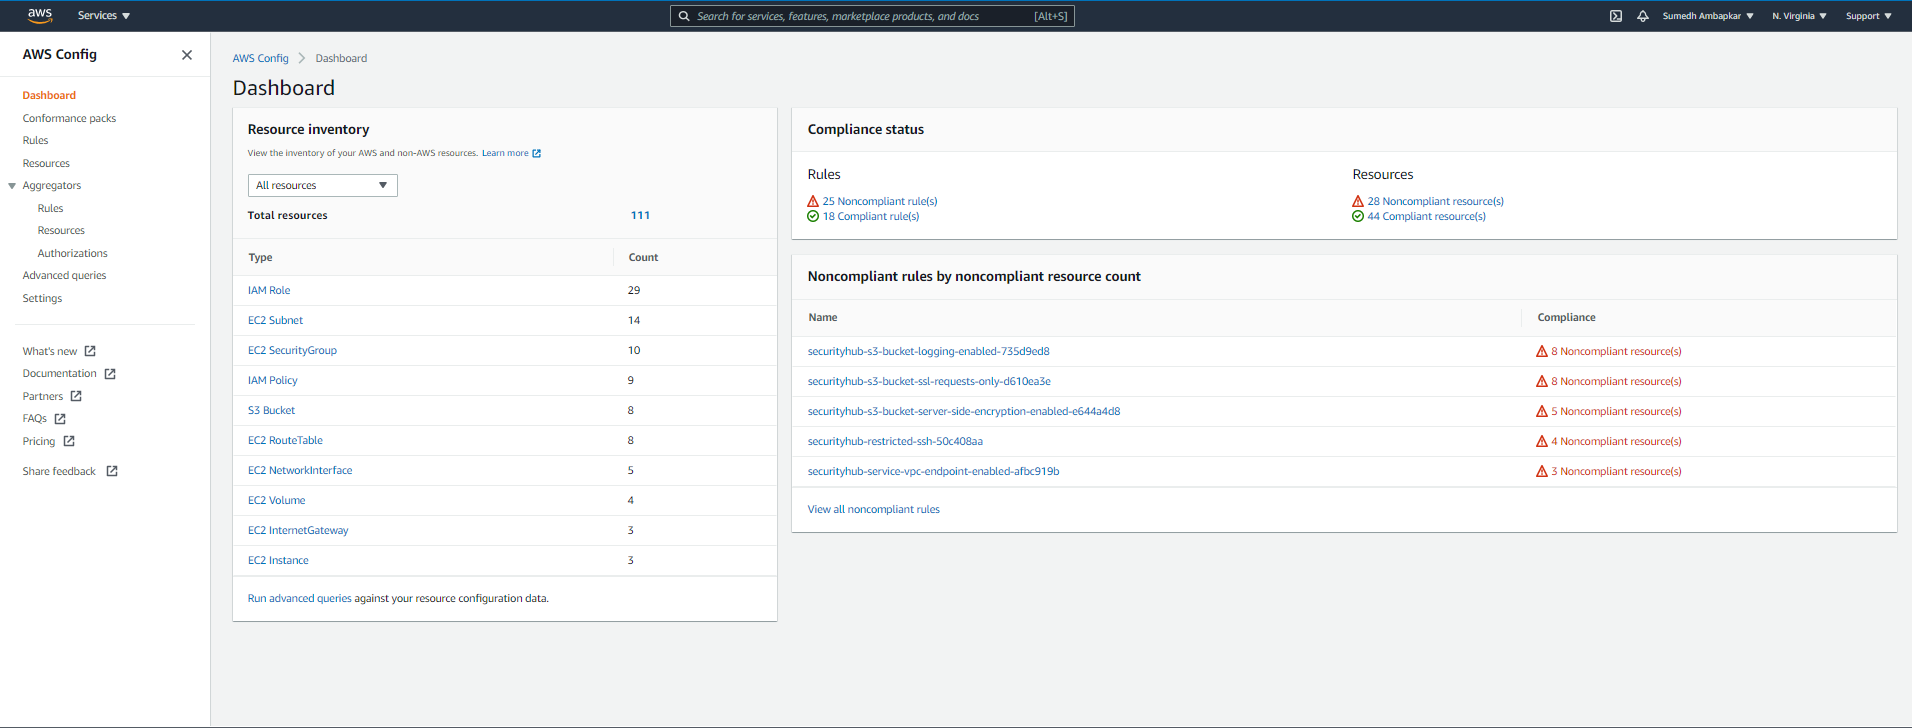 aws Services Search for services, features, marketplace products, and docs [Alt+S] Sumedh Ambapkar N. Virginia Support
AWS Config
Dashboard
Conformance packs
Rules
Resources
Aggregators
Rules
Resources
Authorizations
Advanced queries
Settings
What's new
Documentation
Partners
FAQs
Pricing
Share feedback
AWS Config Dashboard
Dashboard
Resource inventory
View the inventory of your AWS and non-AWS resources. Learn more
All resources
Total resources 111
Type Count
IAM Role 29
EC2 Subnet 14
EC2 SecurityGroup 10
IAM Policy 9
S3 Bucket 8
EC2 RouteTable 8
EC2 NetworkInterface 5
EC2 Volume 4
EC2 InternetGateway 3
EC2 Instance 3
Run advanced queries against your resource configuration data.
Compliance status
Rules Resources
25 Noncompliant rule(s) 28 Noncompliant resource(s)
18 Compliant rule(s) 44 Compliant resource(s)
Noncompliant rules by noncompliant resource count
Name Compliance
securityhub-s3-bucket-logging-enabled-735d9ed8 8 Noncompliant resource(s)
securityhub-s3-bucket-ssl-requests-only-d610ea3e 8 Noncompliant resource(s)
securityhub-s3-bucket-server-side-encryption-enabled-e644a4d8 5 Noncompliant resource(s)
securityhub-restricted-ssh-50c408aa 4 Noncompliant resource(s)
securityhub-service-vpc-endpoint-enabled-afbc919b 3 Noncompliant resource(s)
View all noncompliant rules